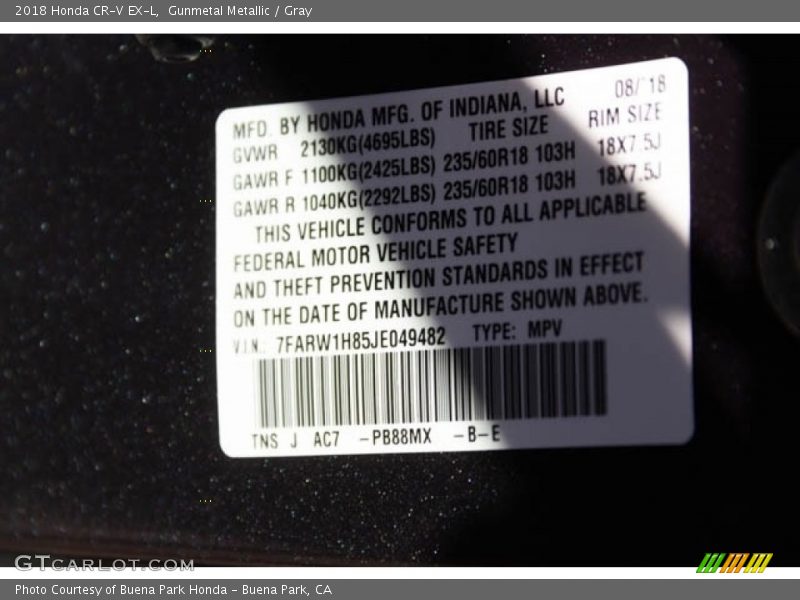 2018 Honda CR-V EX-L,  Gunmetal Metallic / Gray
08/'18
MFD. BY HONDA MFG. OF INDIANA, LLC
GVWR 2130KG(4695LBS) TIRE SIZE RIM SIZE
GAWR F 1100KG(2425LBS) 235/60R18 103H 18X7.5J
GAWR R 1040KG(2292LBS) 235/60R18 103H 18X7.5J
THIS VEHICLE CONFORMS TO ALL APPLICABLE
FEDERAL MOTOR VEHICLE SAFETY
AND THEFT PREVENTION STANDARDS IN EFFECT
ON THE DATE OF MANUFACTURE SHOWN ABOVE.
V.I.N. 7FARW1H85JE049482 TYPE: MPV
TNS J AC7 -PB88MX -B-E
GTCARLOT.COM
Photo Courtesy of Buena Park Honda - Buena Park, CA